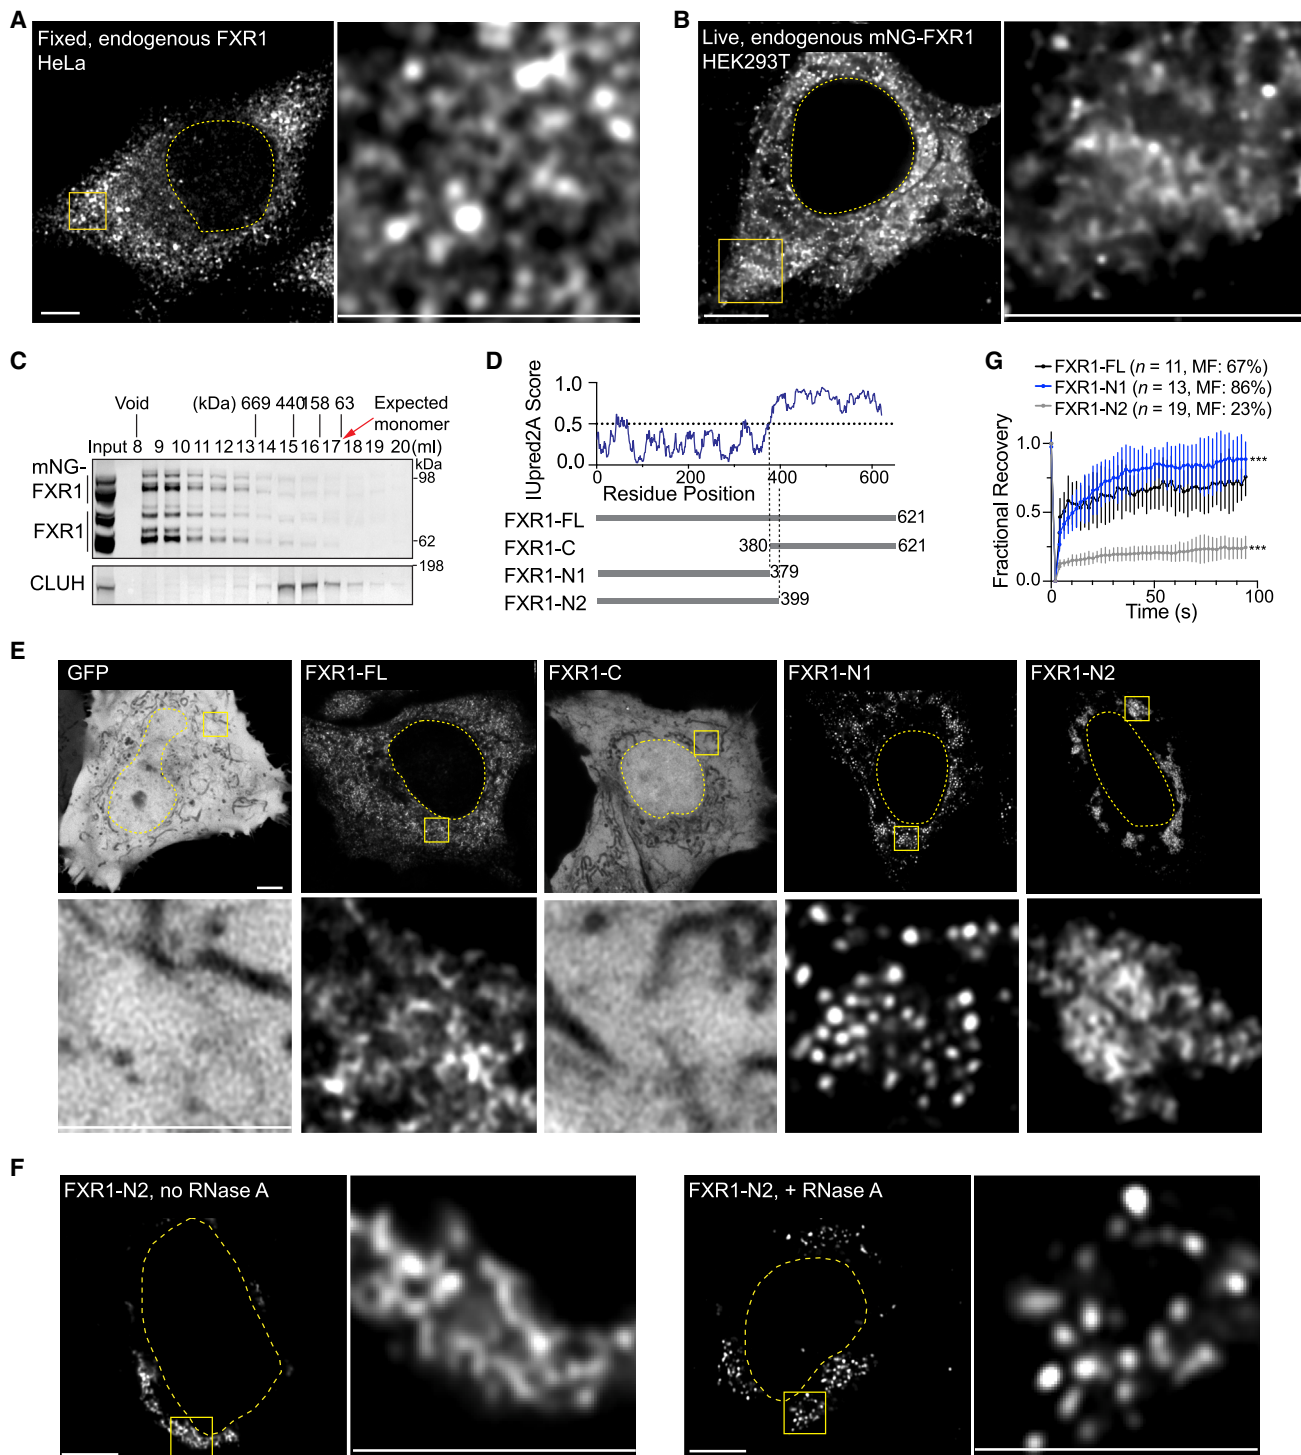 A
Fixed, endogenous FXR1
HeLa
B
Live, endogenous mNG-FXR1
HEK293T
C
Void (kDa) 669 440 158 63 Expected monomer
Input 8 9 10 11 12 13 14 15 16 17 18 19 20 (ml)
kDa
mNG-
FXR1
98
FXR1
62
198
CLUH
D
IUpred2A Score
1.0
0.5
0.0
0 200 400 600
Residue Position
FXR1-FL 621
FXR1-C 380 621
FXR1-N1 379
FXR1-N2 399
G
FXR1-FL (n = 11, MF: 67%)
FXR1-N1 (n = 13, MF: 86%)
FXR1-N2 (n = 19, MF: 23%)
Fractional Recovery
1.0
0.5
0.0
***
***
0 50 100
Time (s)
E
GFP
FXR1-FL
FXR1-C
FXR1-N1
FXR1-N2
F
FXR1-N2, no RNase A
FXR1-N2, + RNase A